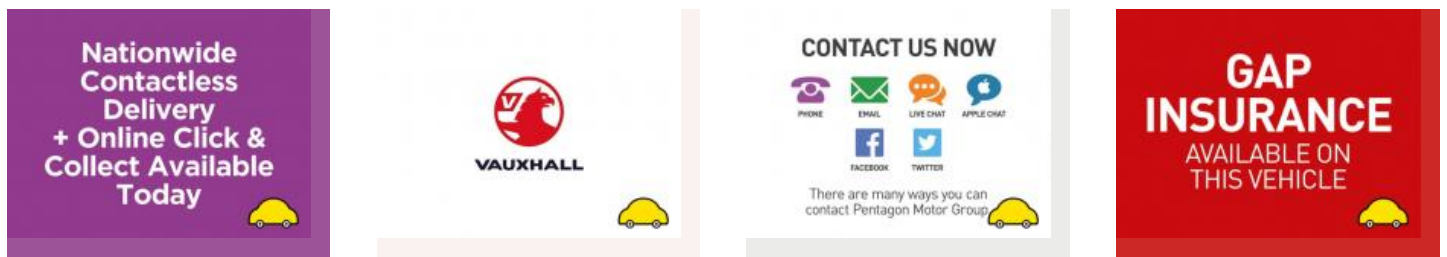 Nationwide
Contactless
Delivery
+ Online Click &
Collect Available
Today
V
VAUXHALL
CONTACT US NOW
PHONE
EMAIL
LIVE CHAT
APPLE CHAT
f
FACEBOOK
TWITTER
There are many ways you can
contact Pentagon Motor Group
GAP
INSURANCE
AVAILABLE ON
THIS VEHICLE